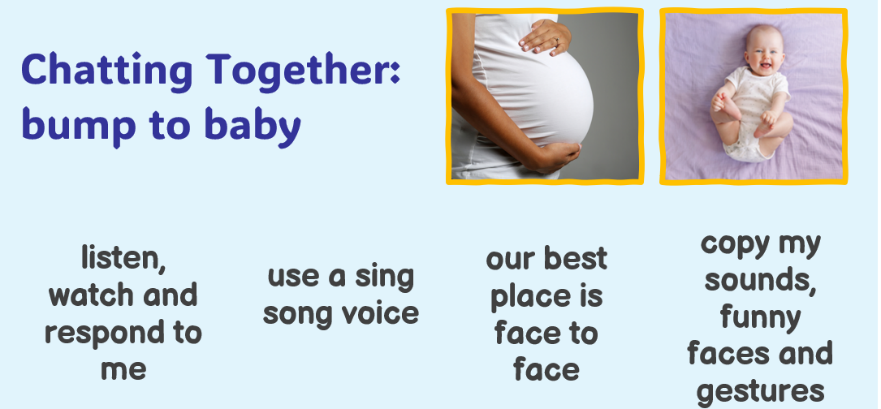 Chatting Together:
bump to baby
listen,
watch and
respond to
me
use a sing
song voice
our best
place is
face to
face
copy my
sounds,
funny
faces and
gestures